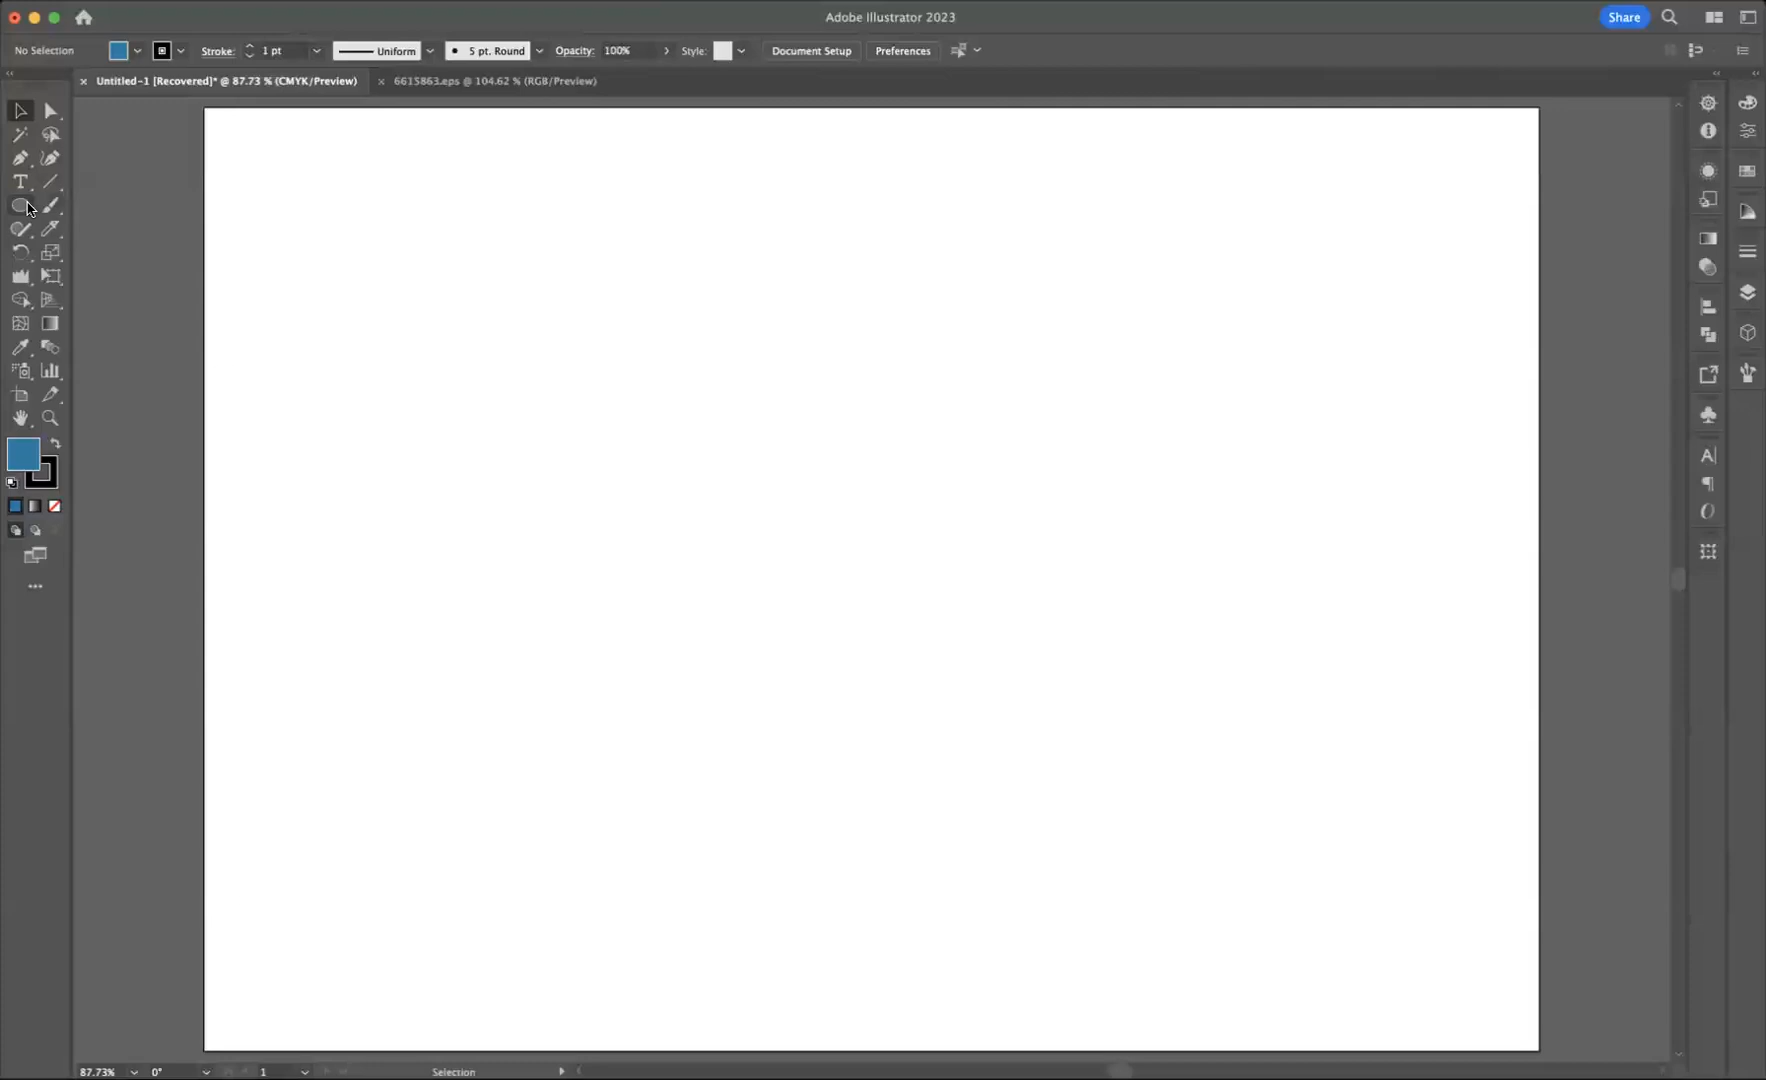 Adobe Illustrator 2023
Share
No Selection
Stroke: 1 pt
Uniform
5 pt. Round
Opacity: 100%
Style:
Document Setup
Preferences
Untitled-1 [Recovered]* @ 87.73 % (CMYK/Preview)
6615863.eps @ 104.62 % (RGB/Preview)
87.73%
0°
1
Selection